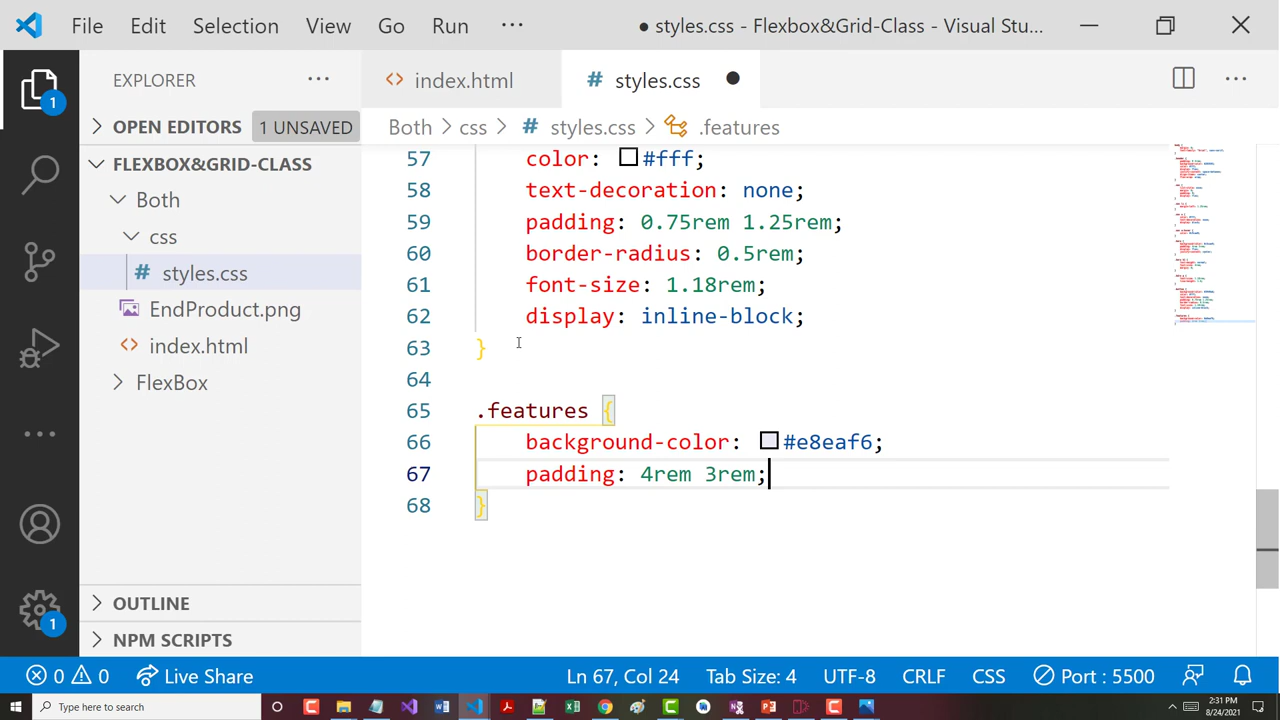 File Edit Selection View Go Run ··· ● styles.css - Flexbox&Grid-Class - Visual Stu...
EXPLORER ···
<> index.html # styles.css ●
> OPEN EDITORS 1 UNSAVED
Both > css > # styles.css > .features
FLEXBOX&GRID-CLASS
Both
css
# styles.css
EndProduct.png
<> index.html
FlexBox
57 color: #fff;
58 text-decoration: none;
59 padding: 0.75rem 1.25rem;
60 border-radius: 0.5rem;
61 font-size: 1.18rem;
62 display: inline-block;
63 }
64
65 .features {
66 background-color: #e8eaf6;
67 padding: 4rem 3rem;
68 }
1
1
OUTLINE
NPM SCRIPTS
0 0 Live Share Ln 67, Col 24 Tab Size: 4 UTF-8 CRLF CSS Port : 5500
Type here to search
2:31 PM
8/24/2021